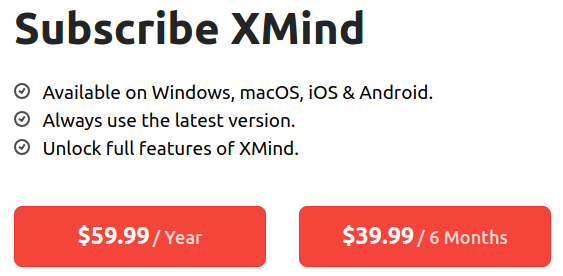 Subscribe XMind
Available on Windows, macOS, iOS & Android.
Always use the latest version.
Unlock full features of XMind.
$59.99 / Year
$39.99 / 6 Months